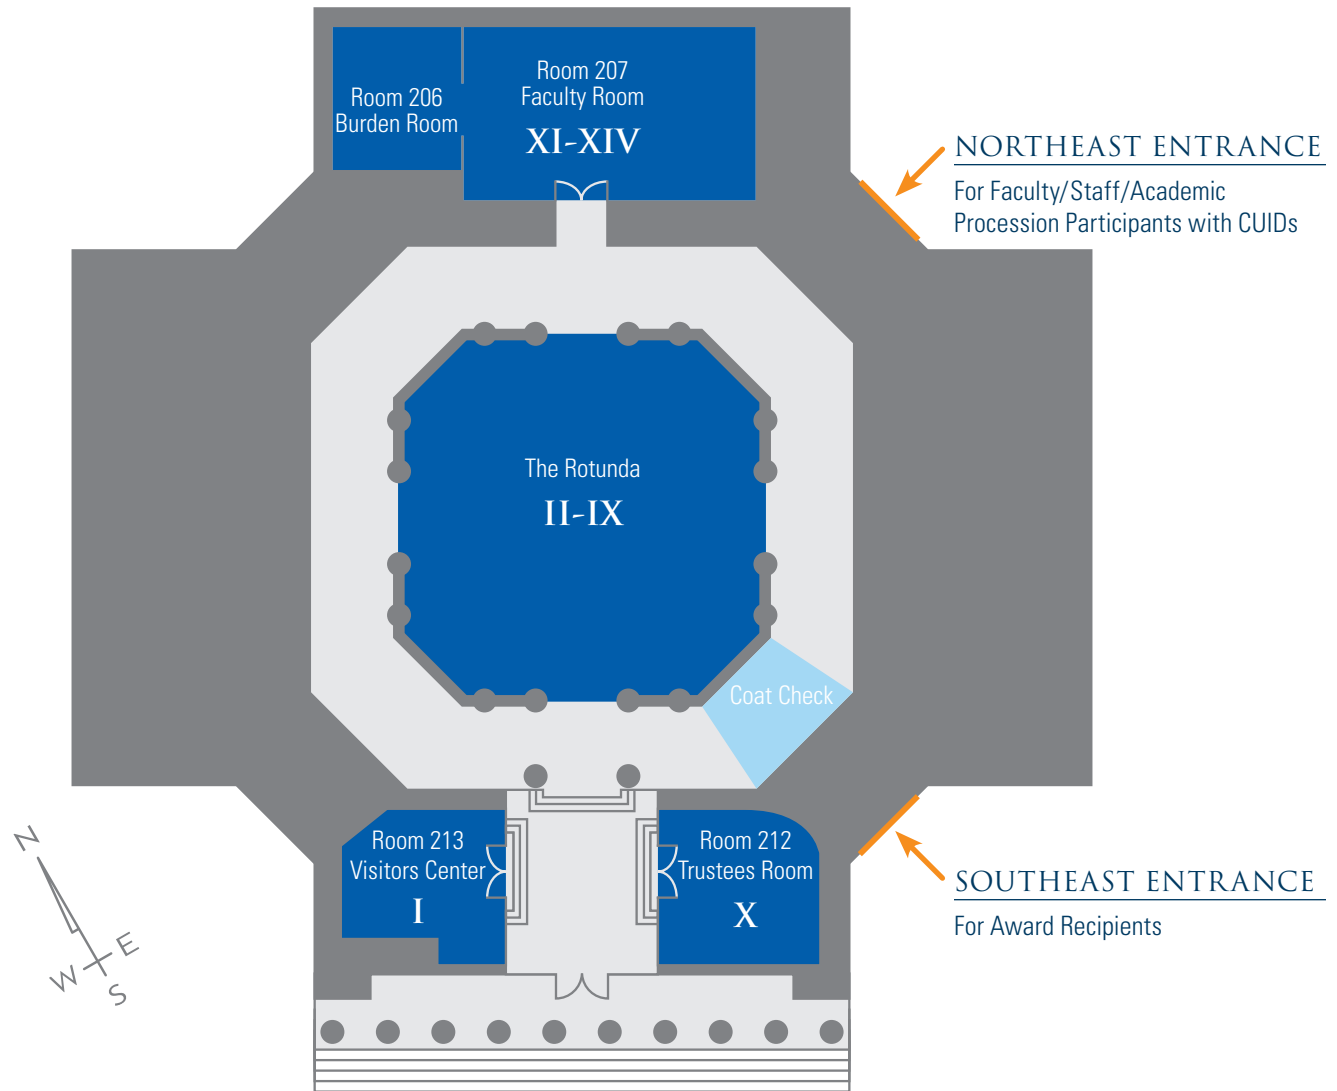 Room 206
Burden Room
Room 207
Faculty Room
XI-XIV
NORTHEAST ENTRANCE
For Faculty/Staff/Academic
Procession Participants with CUIDs
The Rotunda
II-IX
Coat Check
Room 213
Visitors Center
I
Room 212
Trustees Room
X
SOUTHEAST ENTRANCE
For Award Recipients
N
E
W
S